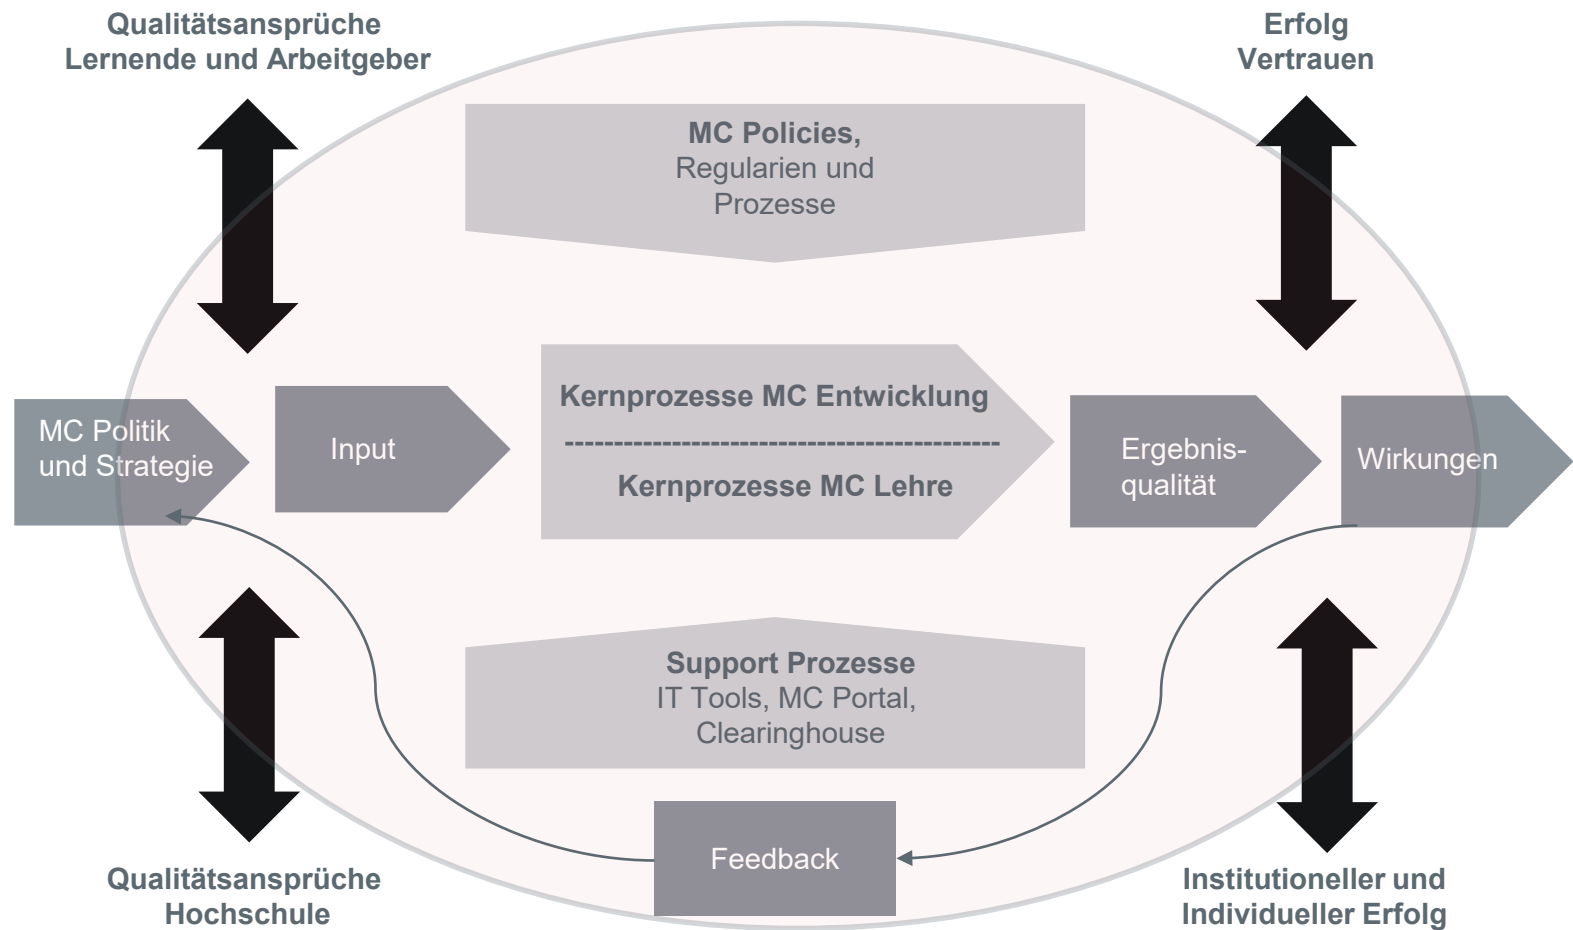 Qualitätsansprüche
Lernende und Arbeitgeber
Erfolg
Vertrauen
MC Policies,
Regularien und
Prozesse
MC Politik
und Strategie
Input
Kernprozesse MC Entwicklung
-------------------------------------------
Kernprozesse MC Lehre
Ergebnis-
qualität
Wirkungen
Support Prozesse
IT Tools, MC Portal,
Clearinghouse
Feedback
Qualitätsansprüche
Hochschule
Institutioneller und
Individueller Erfolg